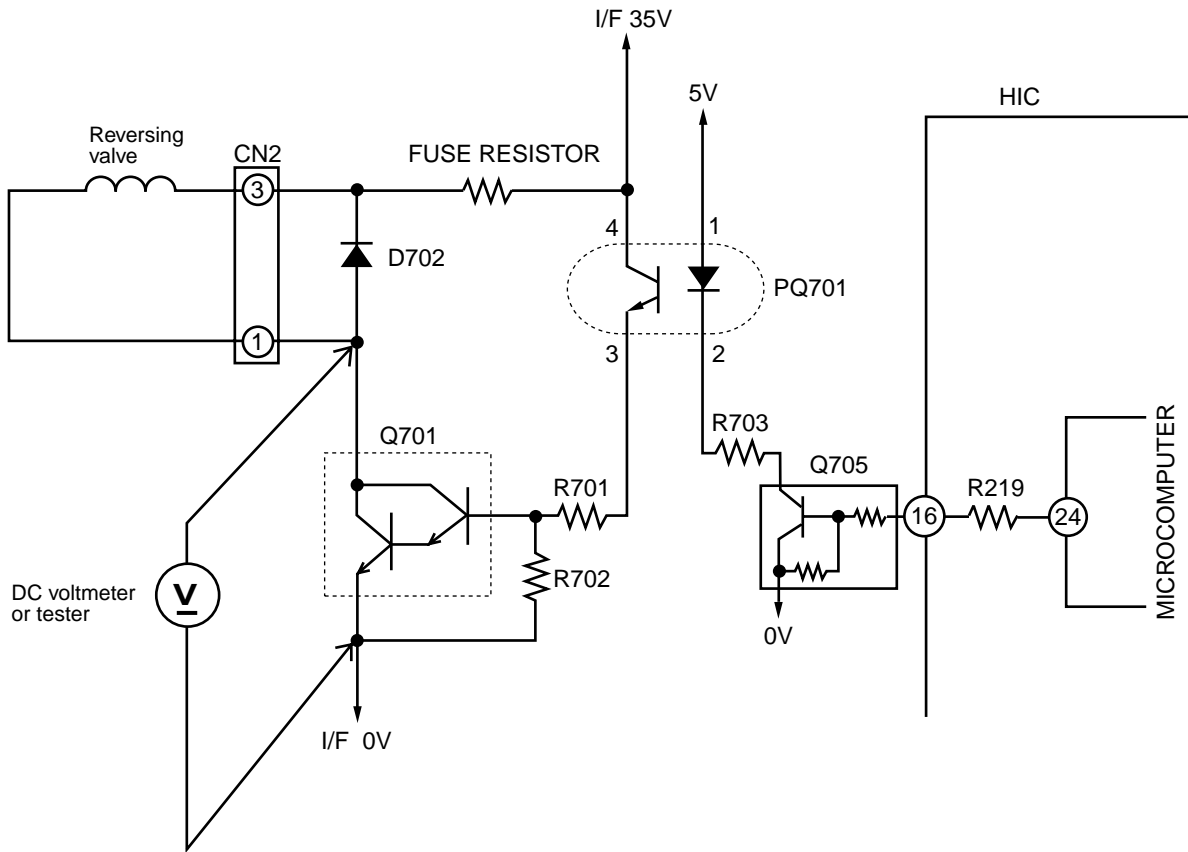 I/F 35V
5V
HIC
Reversing
valve
CN2
FUSE RESISTOR
3
4
1
D702
PQ701
1
3
2
R703
Q701
Q705
R701
R219
16
24
MICROCOMPUTER
R702
DC voltmeter
or tester
V
0V
I/F 0V